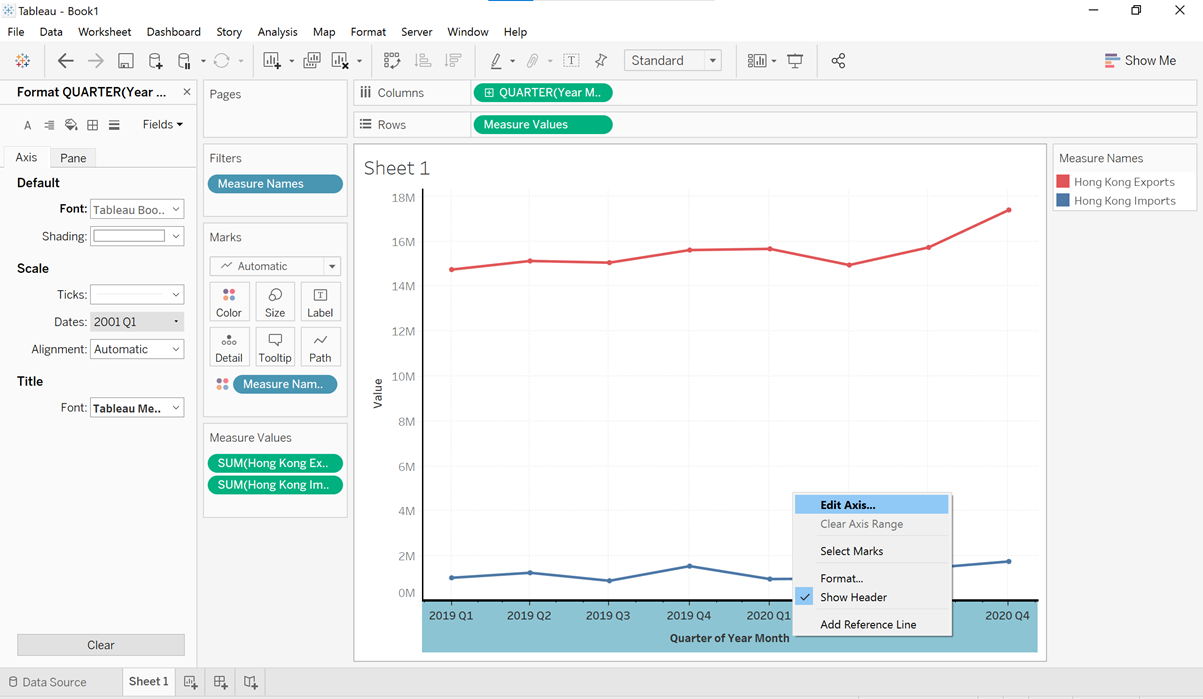 Tableau - Book1
File Data Worksheet Dashboard Story Analysis Map Format Server Window Help
Standard
Show Me
Format QUARTER(Year ...
Fields
Axis Pane
Default
Font: Tableau Boo..
Shading:
Scale
Ticks:
Dates: 2001 Q1
Alignment: Automatic
Title
Font: Tableau Me..
Clear
Pages
Filters
Measure Names
Marks
Automatic
Color Size Label
Detail Tooltip Path
Measure Nam..
Measure Values
SUM(Hong Kong Ex..
SUM(Hong Kong Im..
Columns QUARTER(Year M..
Rows Measure Values
Sheet 1
18M
16M
14M
12M
10M
8M
6M
4M
2M
0M
Value
2019 Q1 2019 Q2 2019 Q3 2019 Q4 2020 Q1 2020 Q4
Quarter of Year Month
Edit Axis...
Clear Axis Range
Select Marks
Format...
Show Header
Add Reference Line
Measure Names
Hong Kong Exports
Hong Kong Imports
Data Source Sheet 1